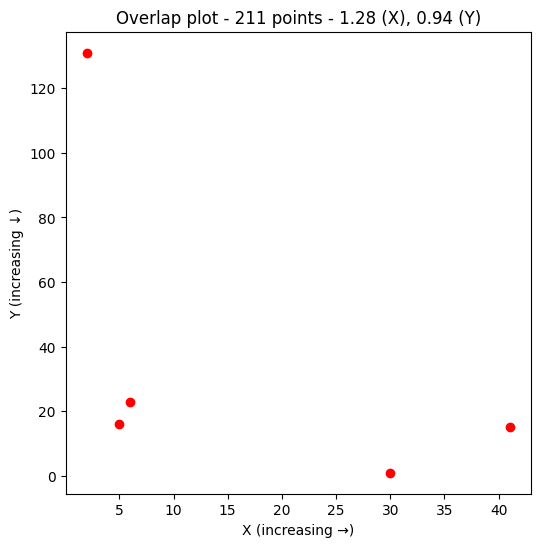 Overlap plot - 211 points - 1.28 (X), 0.94 (Y)
120
100
80
60
40
20
0
Y (increasing ↓)
5 10 15 20 25 30 35 40
X (increasing →)